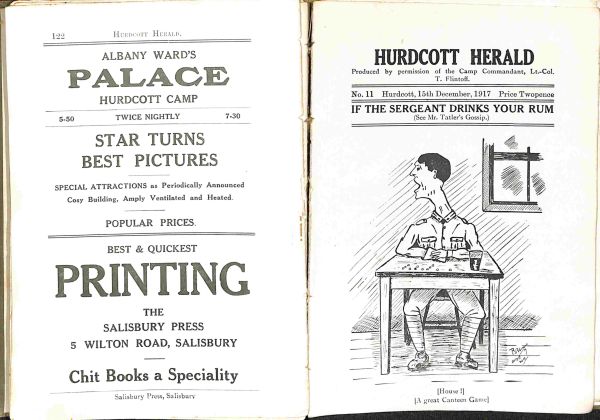 122 HURDCOTT HERALD.
ALBANY WARD'S
PALACE
HURDCOTT CAMP
5-50 TWICE NIGHTLY 7-30
STAR TURNS
BEST PICTURES
SPECIAL ATTRACTIONS as Periodically Announced
Cosy Building, Amply Ventilated and Heated.
POPULAR PRICES
BEST & QUICKEST
PRINTING
THE
SALISBURY PRESS
5 WILTON ROAD, SALISBURY
Chit Books a Speciality
Salisbury Press, Salisbury
HURDCOTT HERALD
Produced by permission of the Camp Commandant, Lt.-Col.
T. Flintoff.
No. 11 Hurdcott, 15th December, 1917 Price Twopence
IF THE SERGEANT DRINKS YOUR RUM
(See Mr. Tatler's Gossip.)
[House !]
[A great Canteen Game]